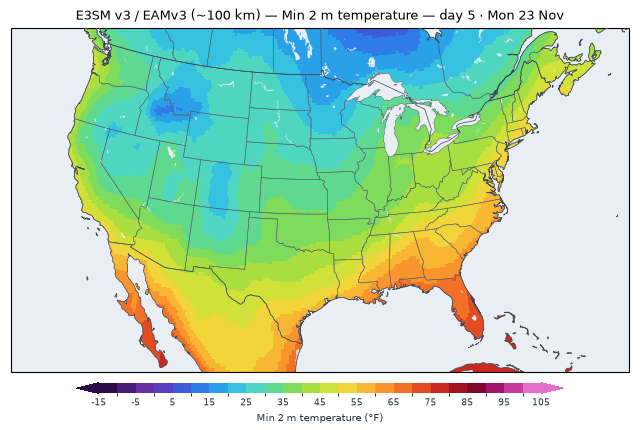 E3SM v3 / EAMv3 (~100 km) — Min 2 m temperature — day 5 · Mon 23 Nov
-15 -5 5 15 25 35 45 55 65 75 85 95 105
Min 2 m temperature (°F)